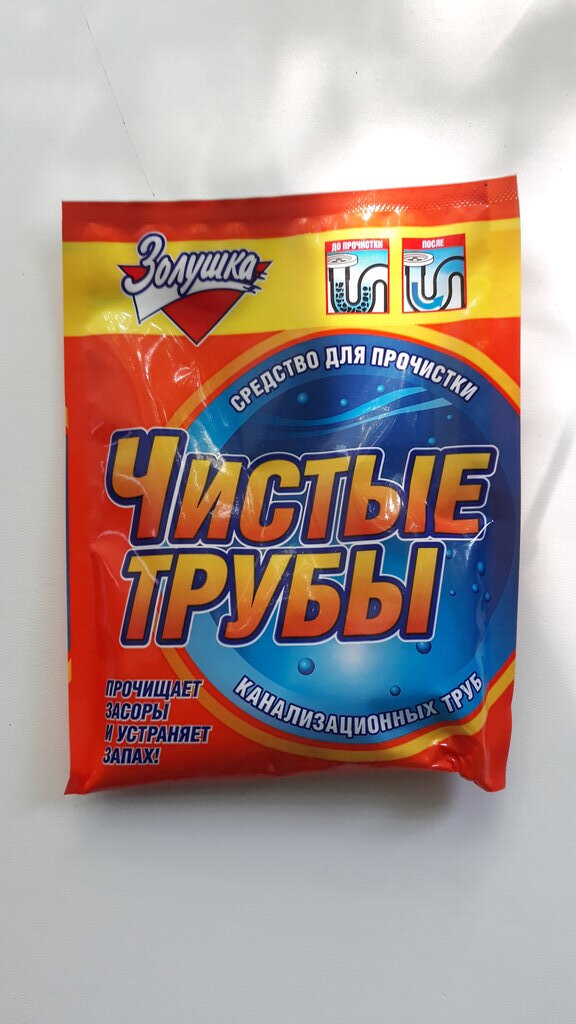 Золушка
ДО ПРОЧИСТКИ
ПОСЛЕ
СРЕДСТВО ДЛЯ ПРОЧИСТКИ
ЧИСТЫЕ
ТРУБЫ
КАНАЛИЗАЦИОННЫХ ТРУБ
ПРОЧИЩАЕТ
ЗАСОРЫ
И УСТРАНЯЕТ
ЗАПАХ!